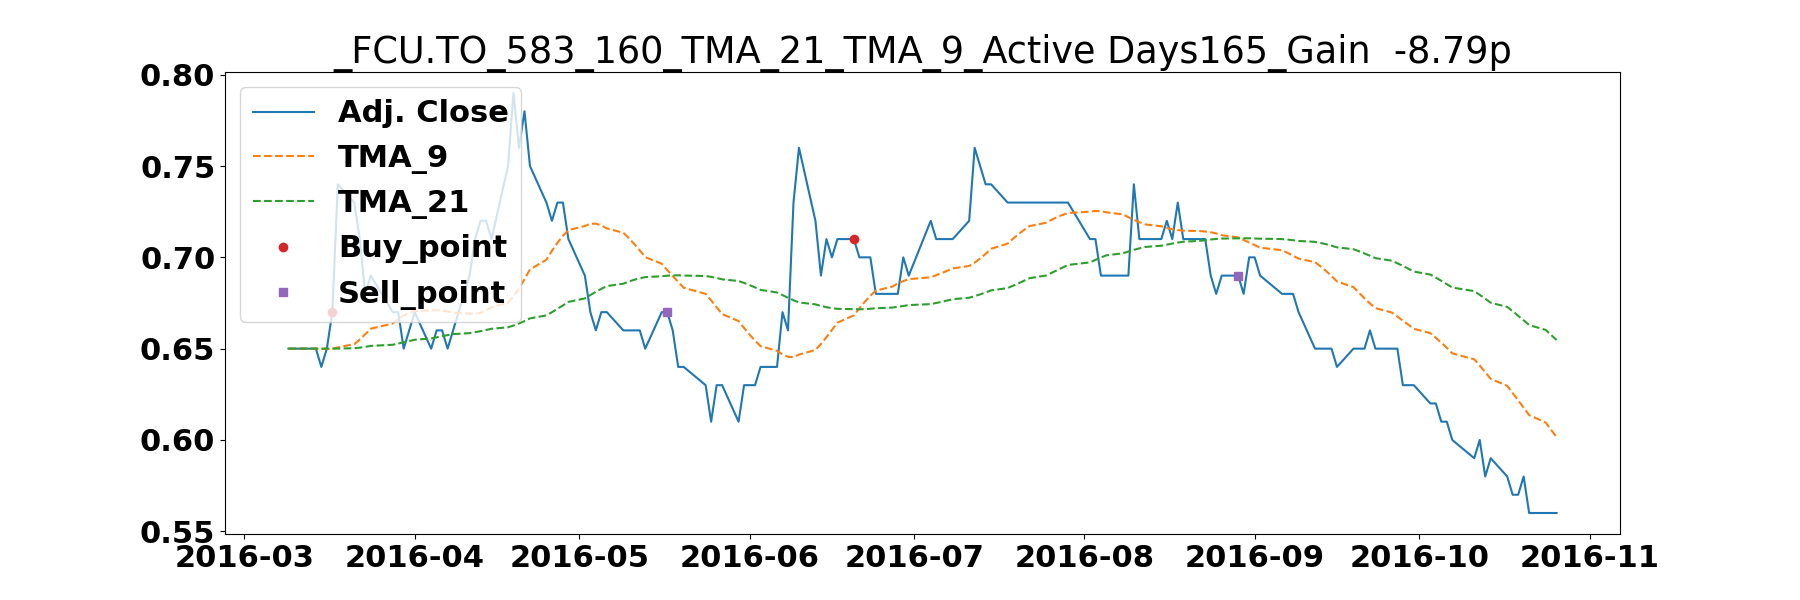 _FCU.TO_583_160_TMA_21_TMA_9_Active Days165_Gain  -8.79p
0.80
0.75
0.70
0.65
0.60
0.55
Adj. Close
TMA_9
TMA_21
Buy_point
Sell_point
2016-03 2016-04 2016-05 2016-06 2016-07 2016-08 2016-09 2016-10 2016-11